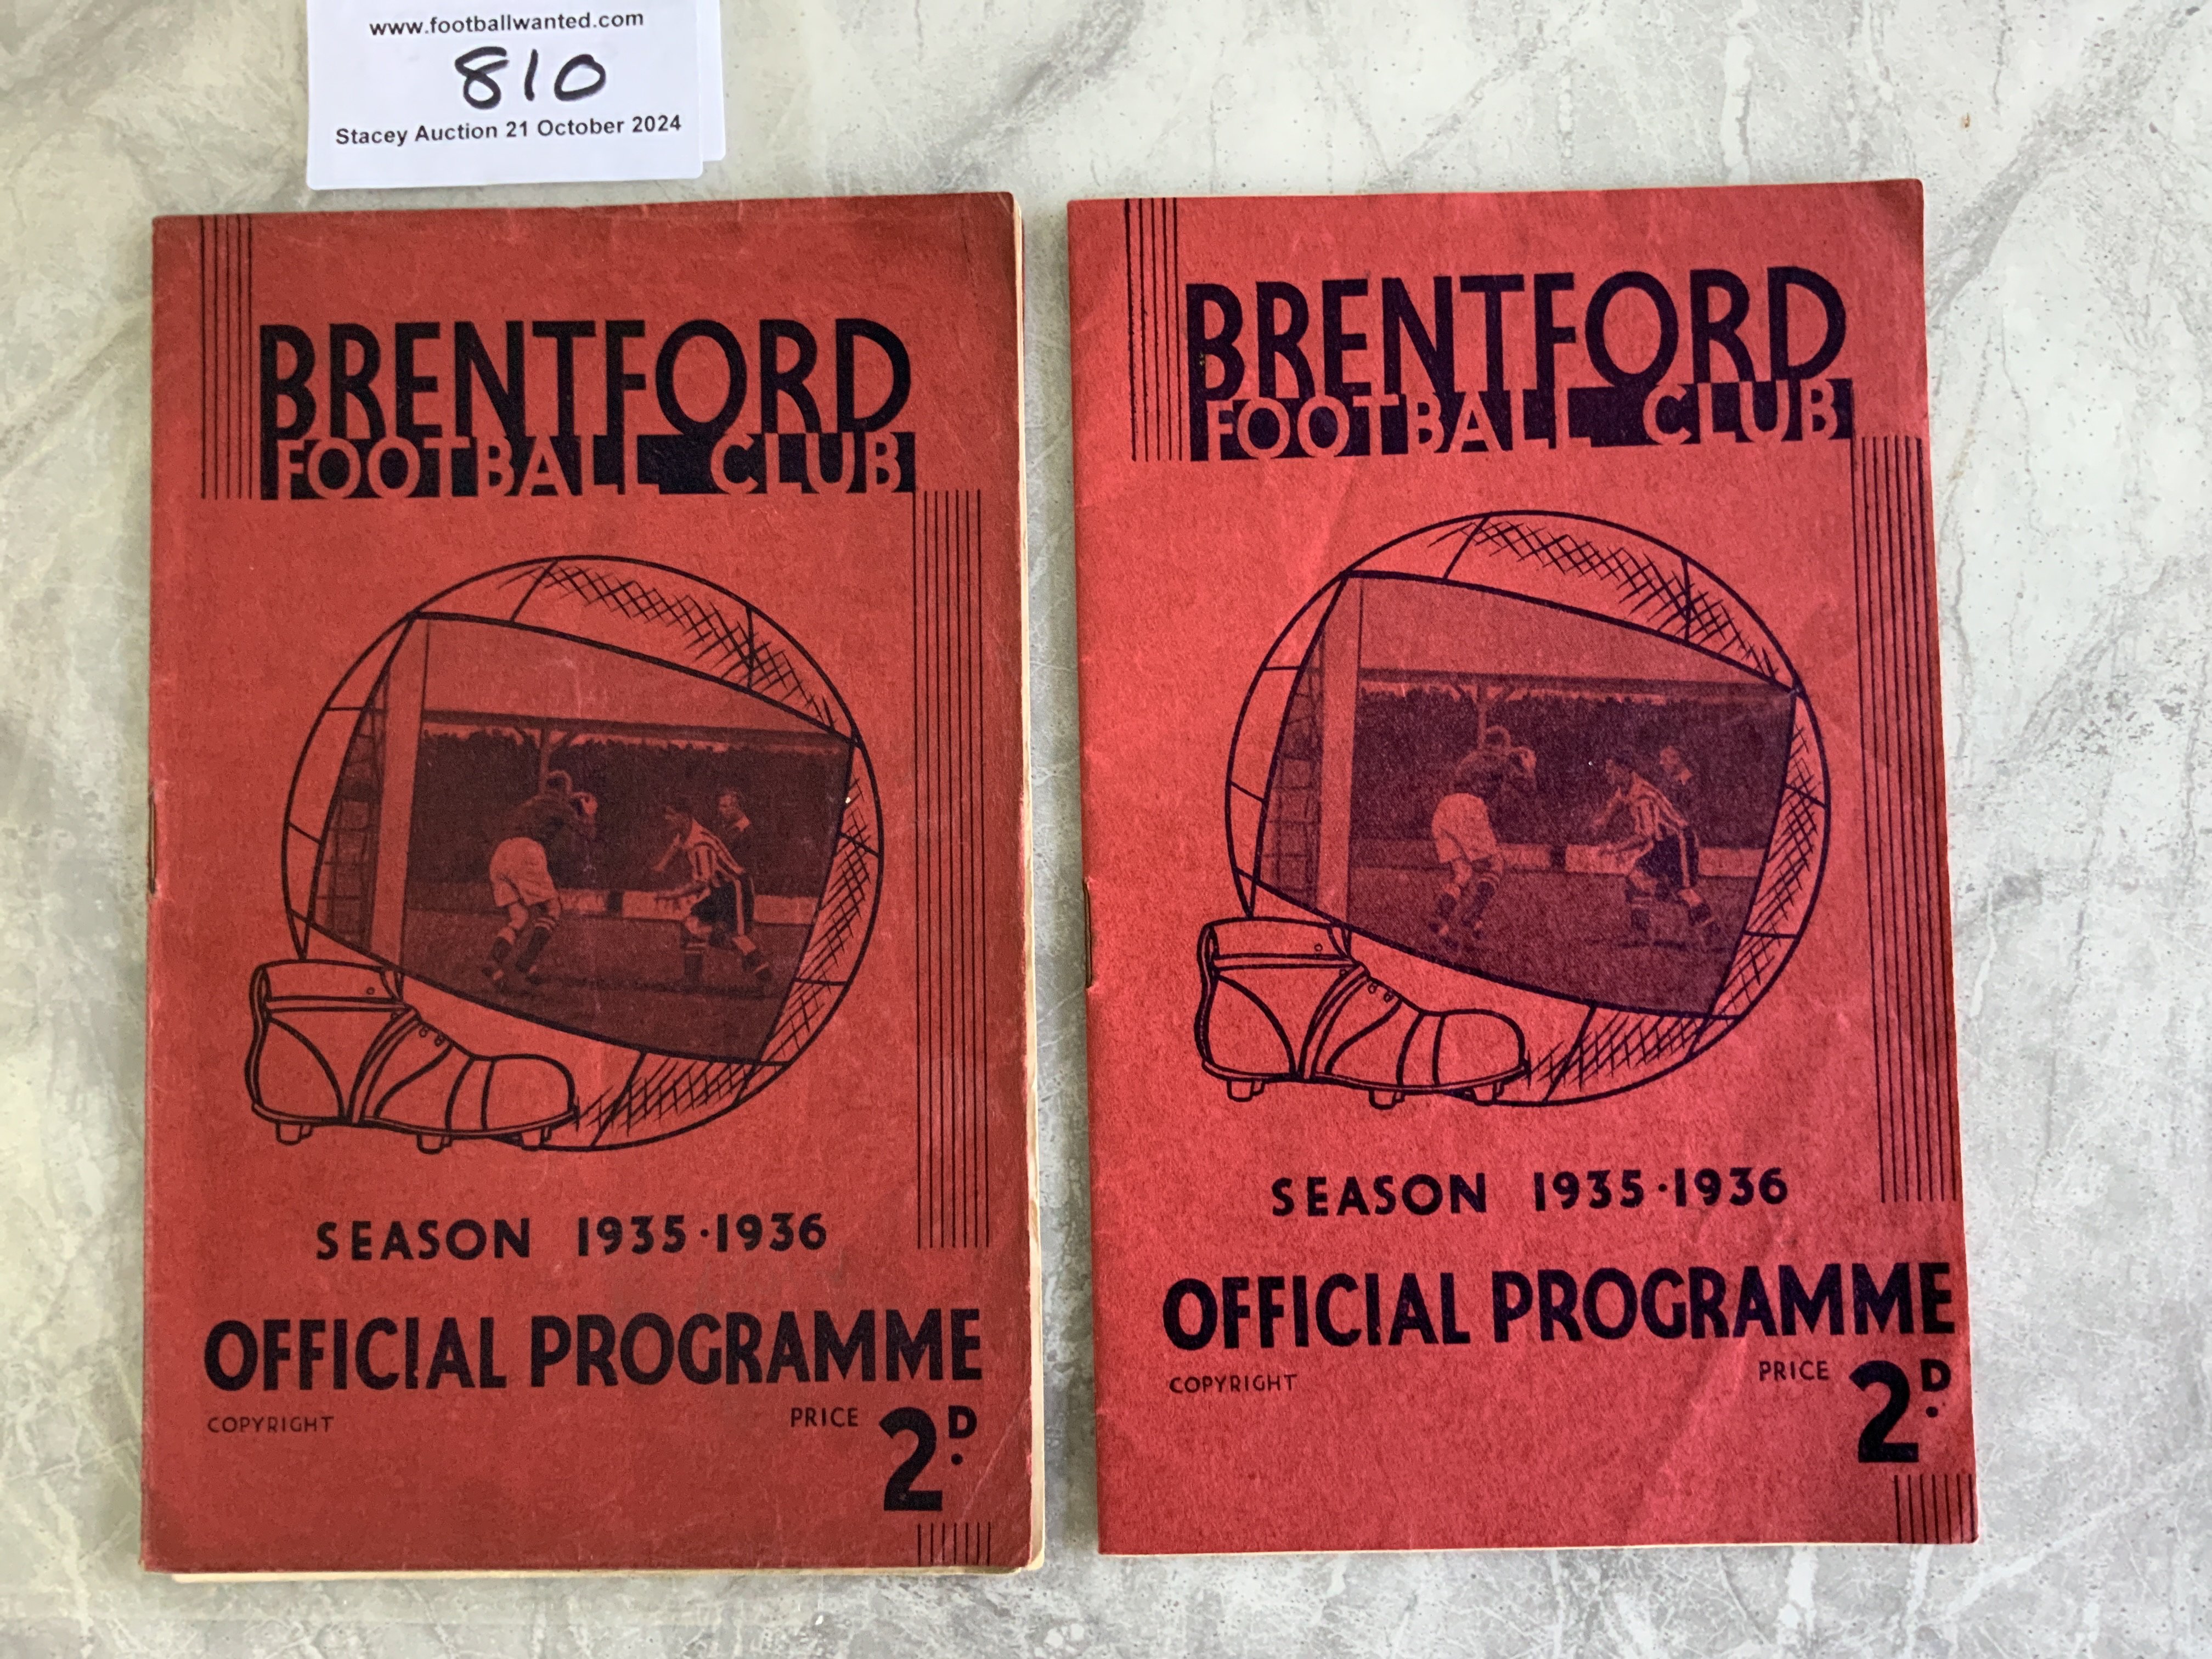 www.footballwanted.com
810
Stacey Auction 21 October 2024
BRENTFORD
FOOTBALL CLUB
SEASON 1935·1936
OFFICIAL PROGRAMME
COPYRIGHT
PRICE 2D.
BRENTFORD
FOOTBALL CLUB
SEASON 1935·1936
OFFICIAL PROGRAMME
COPYRIGHT
PRICE 2D.